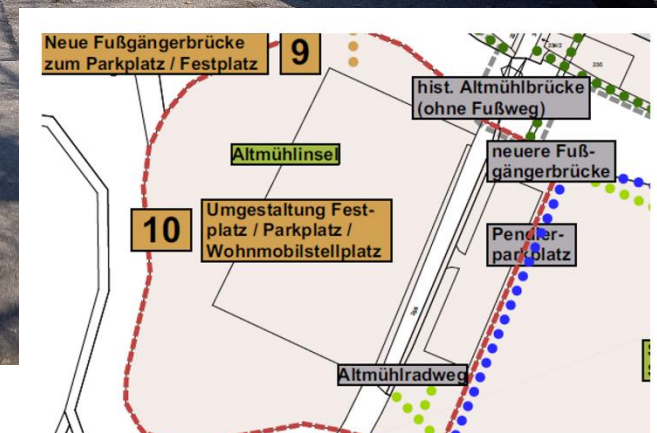 Neue Fußgängerbrücke
zum Parkplatz / Festplatz
9
hist. Altmühlbrücke
(ohne Fußweg)
Altmühlinsel
neuere Fuß-
gängerbrücke
10
Umgestaltung Fest-
platz / Parkplatz /
Wohnmobilstellplatz
Pendler-
parkplatz
Altmühlradweg